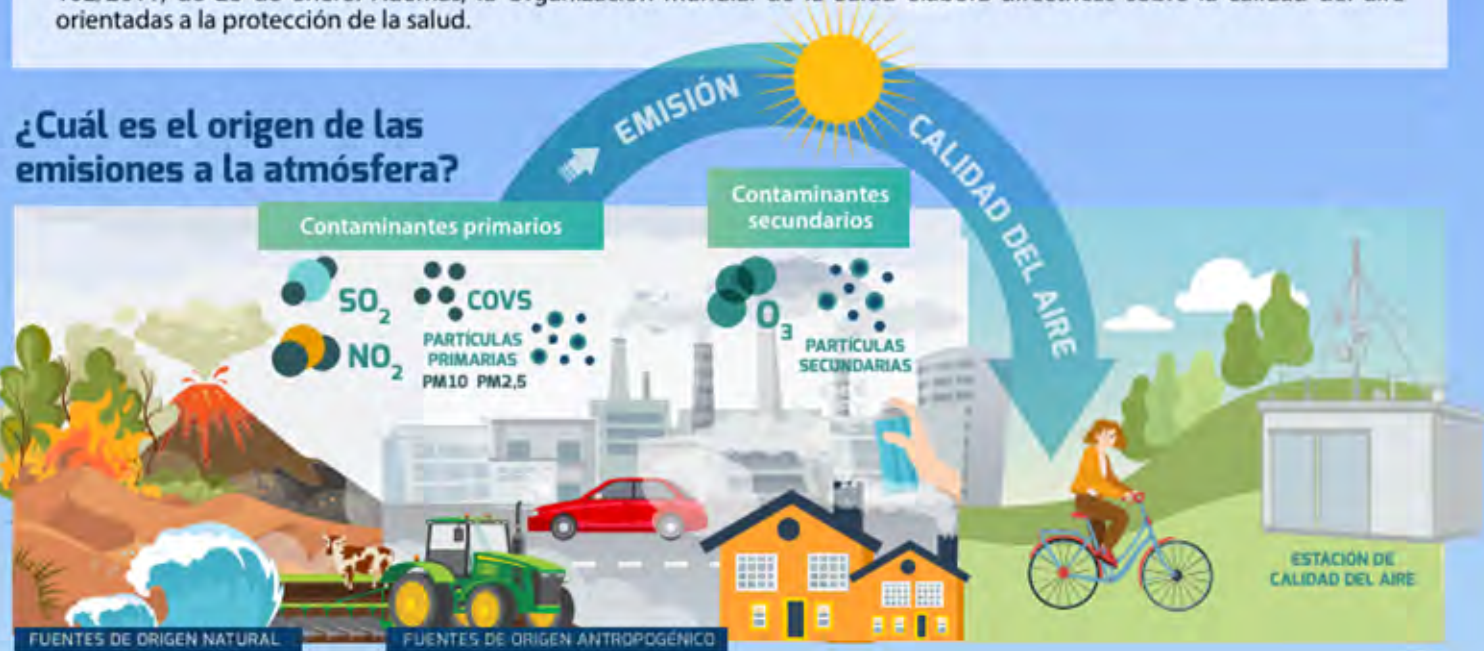 orientadas a la protección de la salud.
¿Cuál es el origen de las
emisiones a la atmósfera?
EMISIÓN
CALIDAD DEL AIRE
Contaminantes primarios
Contaminantes
secundarios
SO2
COVS
NO2
PARTÍCULAS
PRIMARIAS
PM10 PM2,5
O3
PARTÍCULAS
SECUNDARIAS
ESTACIÓN DE
CALIDAD DEL AIRE
FUENTES DE ORIGEN NATURAL
FUENTES DE ORIGEN ANTROPOGÉNICO